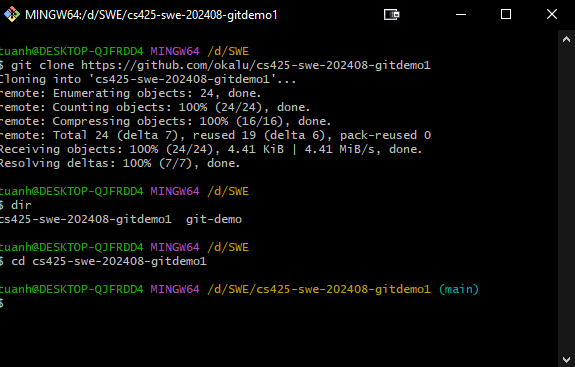 MINGW64:/d/SWE/cs425-swe-202408-gitdemo1
tuanh@DESKTOP-QJFRDD4 MINGW64 /d/SWE
$ git clone https://github.com/okalu/cs425-swe-202408-gitdemo1
Cloning into 'cs425-swe-202408-gitdemo1'...
remote: Enumerating objects: 24, done.
remote: Counting objects: 100% (24/24), done.
remote: Compressing objects: 100% (16/16), done.
remote: Total 24 (delta 7), reused 19 (delta 6), pack-reused 0
Receiving objects: 100% (24/24), 4.41 KiB | 4.41 MiB/s, done.
Resolving deltas: 100% (7/7), done.
tuanh@DESKTOP-QJFRDD4 MINGW64 /d/SWE
$ dir
cs425-swe-202408-gitdemo1  git-demo
tuanh@DESKTOP-QJFRDD4 MINGW64 /d/SWE
$ cd cs425-swe-202408-gitdemo1
tuanh@DESKTOP-QJFRDD4 MINGW64 /d/SWE/cs425-swe-202408-gitdemo1 (main)
$